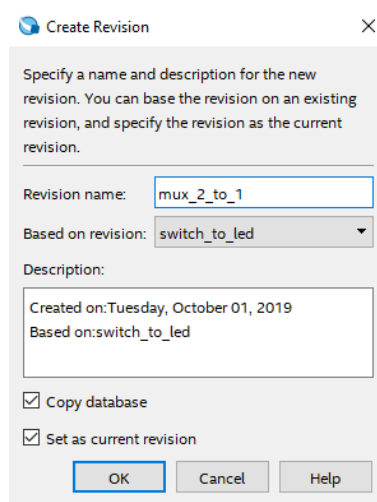 Create Revision
Specify a name and description for the new
revision. You can base the revision on an existing
revision, and specify the revision as the current
revision.
Revision name: mux_2_to_1
Based on revision: switch_to_led
Description:
Created on:Tuesday, October 01, 2019
Based on:switch_to_led
Copy database
Set as current revision
OK Cancel Help